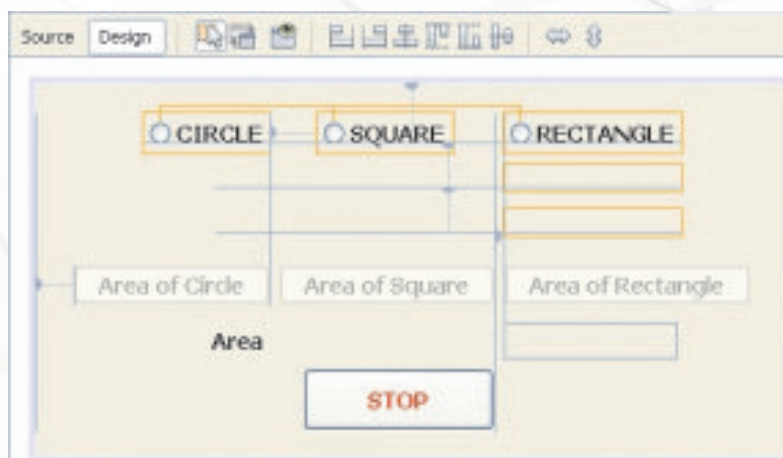 Source Design
CIRCLE SQUARE RECTANGLE
Area of Circle Area of Square Area of Rectangle
Area
STOP